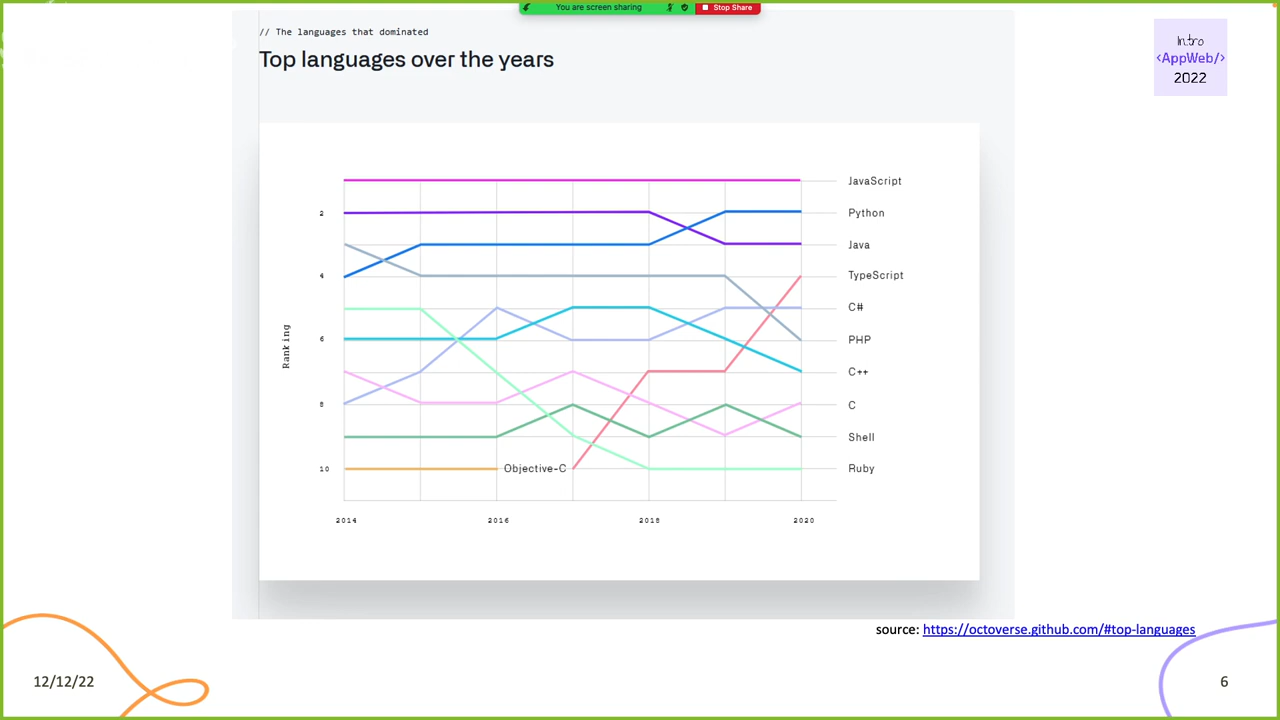 You are screen sharing
Stop Share
// The languages that dominated
Top languages over the years
Intro
<AppWeb/>
2022
JavaScript
2
Python
Java
4
TypeScript
C#
6
PHP
Ranking
C++
8
C
Shell
10
Objective-C
Ruby
2014
2016
2018
2020
source: https://octoverse.github.com/#top-languages
12/12/22
6